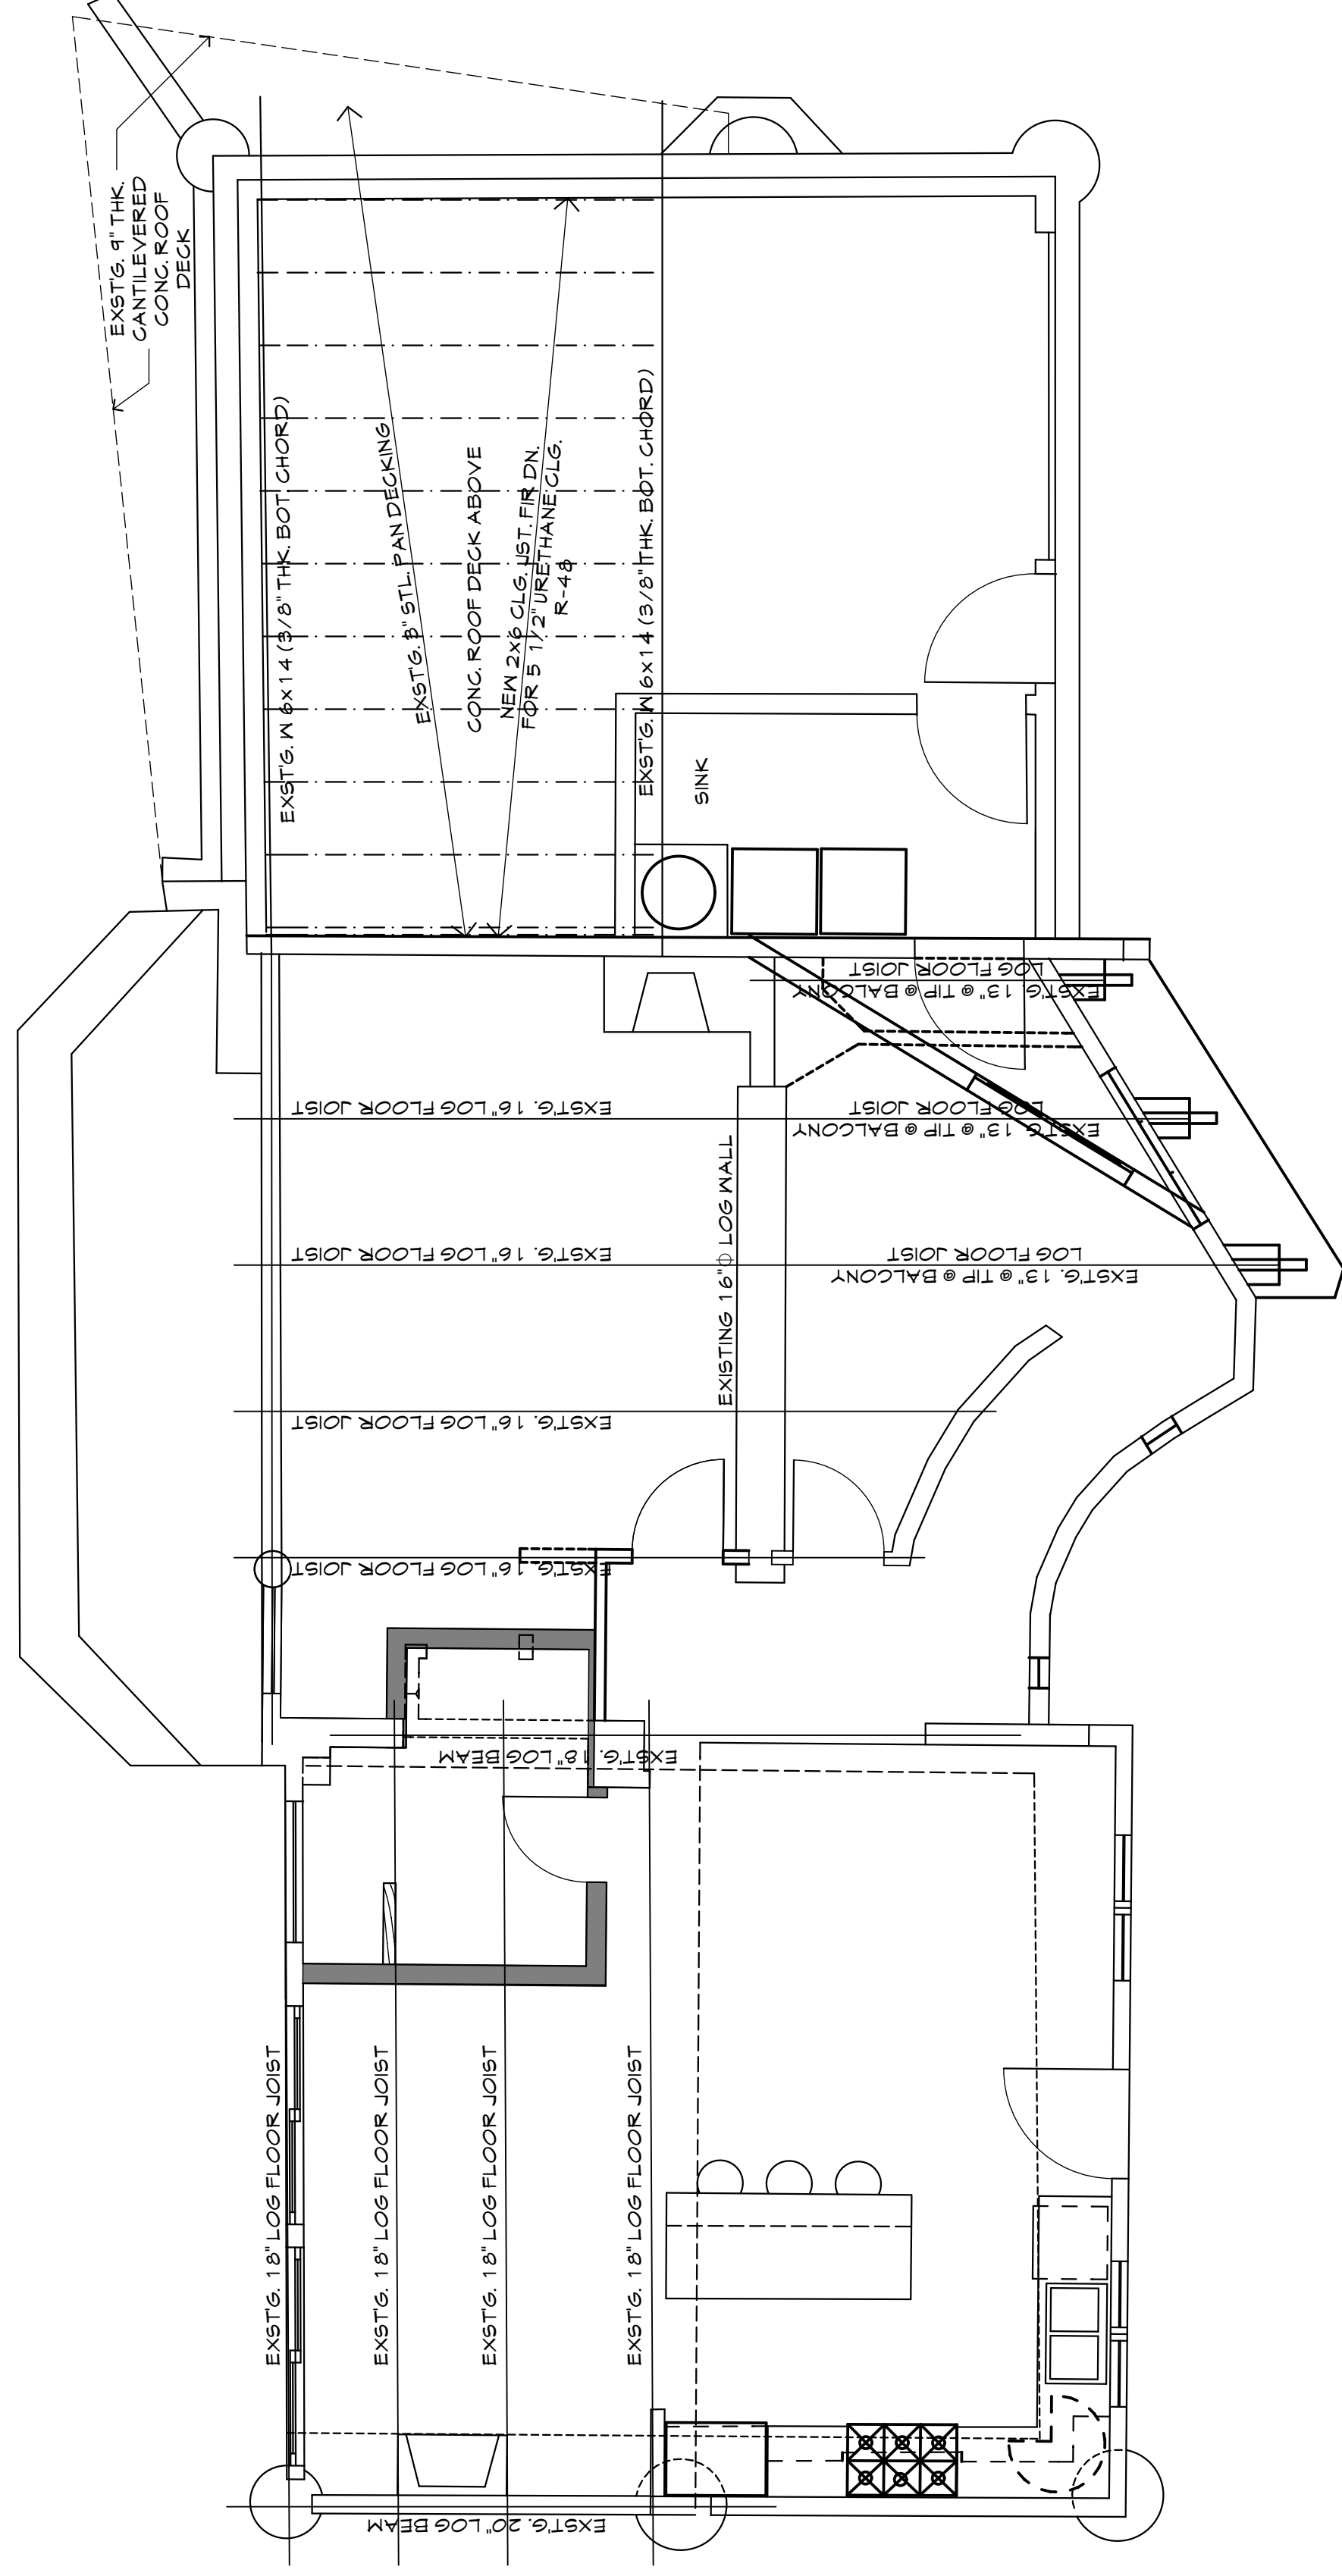 EXST'G. 9" THK.
CANTILEVERED
CONC. ROOF
DECK
EXST'G. W 6x14 (3/8" THK. BOT. CHORD)
EXST'G. 3" STL. PAN DECKING
CONC. ROOF DECK ABOVE
NEW 2x6 CLG. JST. FIR DN.
FOR 5 1/2" URETHANE CLG.
R-48
EXST'G. W 6x14 (3/8" THK. BOT. CHORD)
SINK
EXST'G. 13" @ TIP @ BALCONY
LOG FLOOR JOIST
EXST'G. 16" LOG FLOOR JOIST
EXST'G. 13" @ TIP @ BALCONY
LOG FLOOR JOIST
EXISTING 16"∅ LOG WALL
EXST'G. 16" LOG FLOOR JOIST
EXST'G. 13" @ TIP @ BALCONY
LOG FLOOR JOIST
EXST'G. 16" LOG FLOOR JOIST
EXST'G. 16" LOG FLOOR JOIST
EXST'G. 18" LOG BEAM
EXST'G. 18" LOG FLOOR JOIST
EXST'G. 18" LOG FLOOR JOIST
EXST'G. 18" LOG FLOOR JOIST
EXST'G. 18" LOG FLOOR JOIST
EXST'G. 20" LOG BEAM